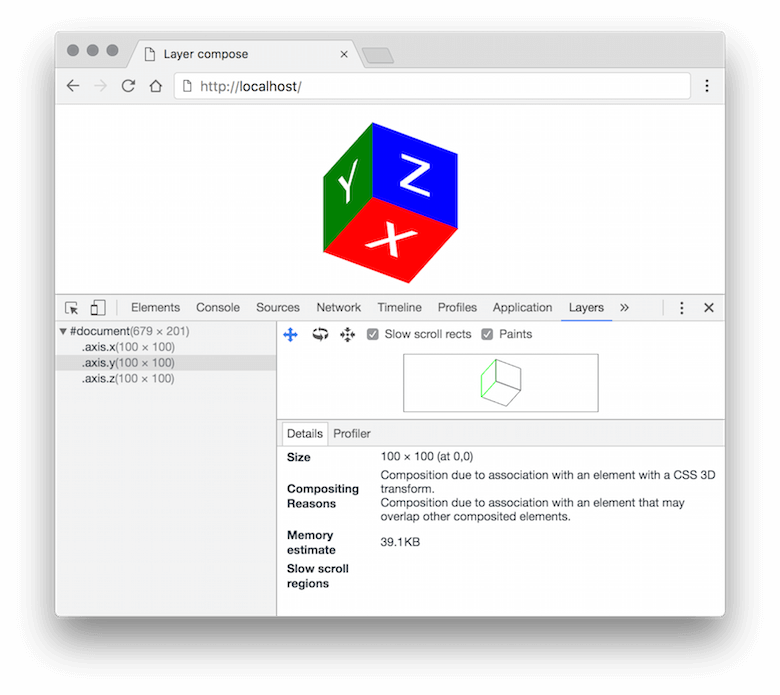 Layer compose
http://localhost/
Y
Z
X
Elements Console Sources Network Timeline Profiles Application Layers »
#document(679 × 201)
.axis.x(100 × 100)
.axis.y(100 × 100)
.axis.z(100 × 100)
Slow scroll rects Paints
Details Profiler
Size 100 × 100 (at 0,0)
Compositing Reasons Composition due to association with an element with a CSS 3D
transform.
Composition due to association with an element that may
overlap other composited elements.
Memory
estimate 39.1KB
Slow scroll
regions